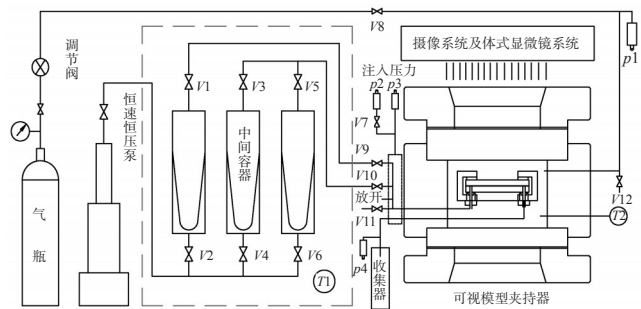 V8
摄像系统及体式显微镜系统
p1
调节阀
注入压力
p2
p3
V1
V3
V5
恒速恒压泵
中间容器
V7
V9
V10
放开
V11
V12
气瓶
V2
V4
V6
T1
T2
p4
收集器
可视模型夹持器